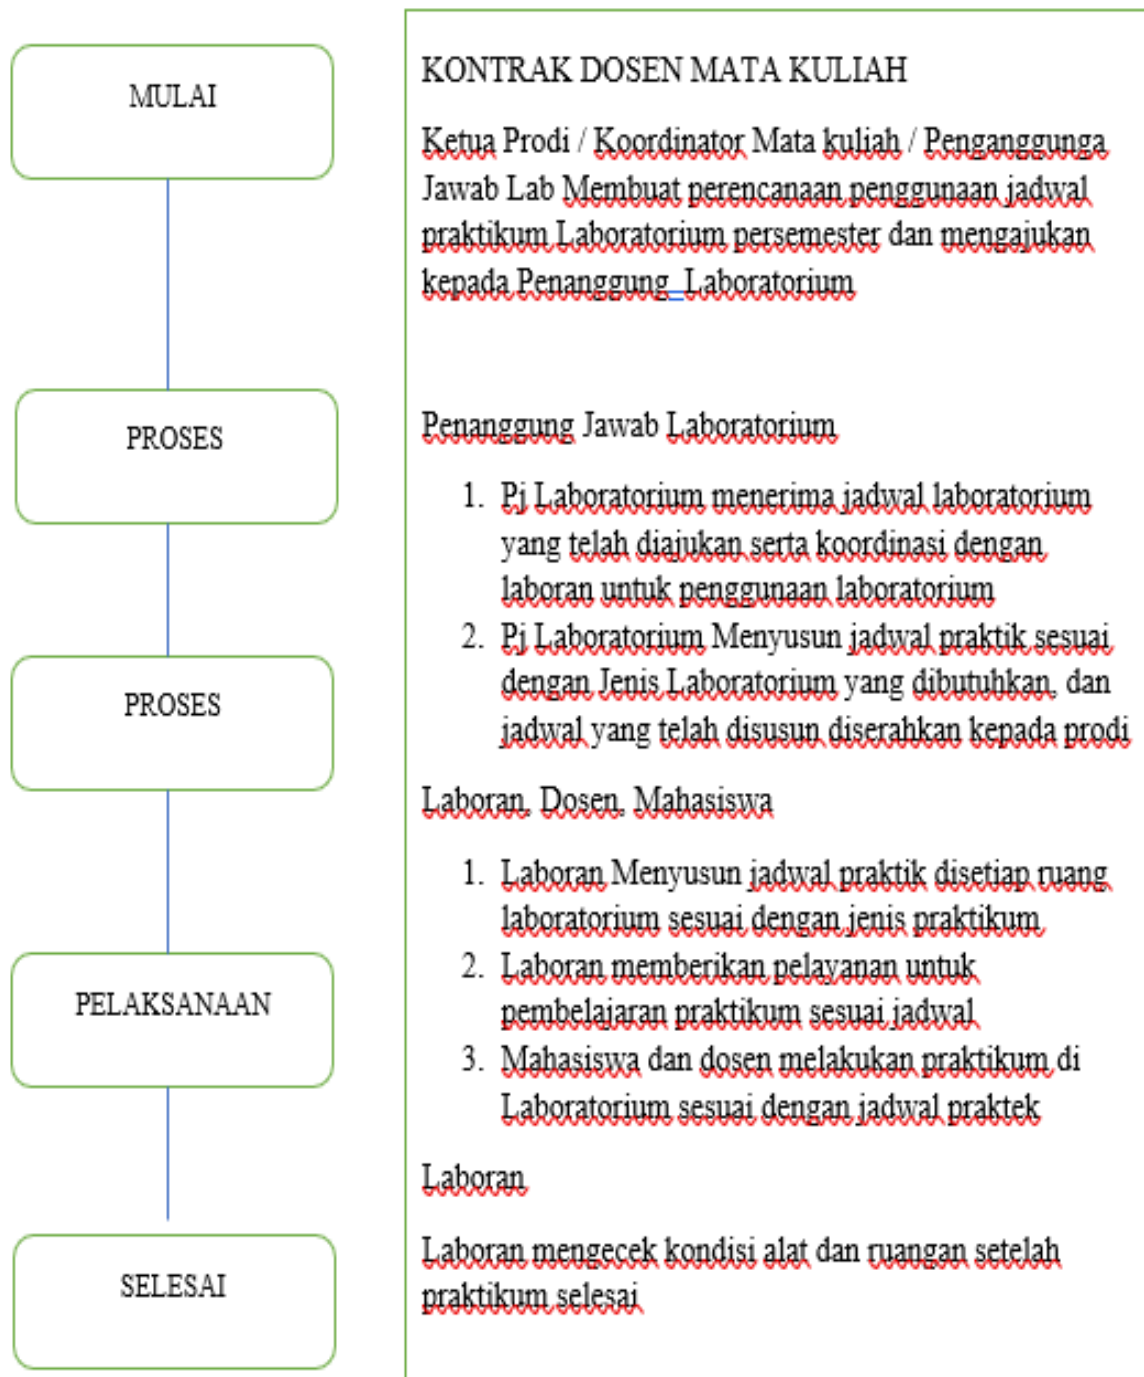 MULAI
KONTRAK DOSEN MATA KULIAH
Ketua Prodi / Koordinator Mata kuliah / Penganggunga
Jawab Lab Membuat perencanaan penggunaan jadwal
praktikum Laboratorium persemester dan mengajukan
kepada Penanggung Laboratorium
PROSES
Penanggung Jawab Laboratorium
1. Pj Laboratorium menerima jadwal laboratorium
yang telah diajukan serta koordinasi dengan
laboran untuk penggunaan laboratorium
2. Pj Laboratorium Menyusun jadwal praktik sesuai
dengan Jenis Laboratorium yang dibutuhkan, dan
jadwal yang telah disusun diserahkan kepada prodi
PROSES
Laboran, Dosen, Mahasiswa
1. Laboran Menyusun jadwal praktik disetiap ruang
laboratorium sesuai dengan jenis praktikum
2. Laboran memberikan pelayanan untuk
pembelajaran praktikum sesuai jadwal
3. Mahasiswa dan dosen melakukan praktikum di
Laboratorium sesuai dengan jadwal praktek
PELAKSANAAN
Laboran
Laboran mengecek kondisi alat dan ruangan setelah
praktikum selesai
SELESAI